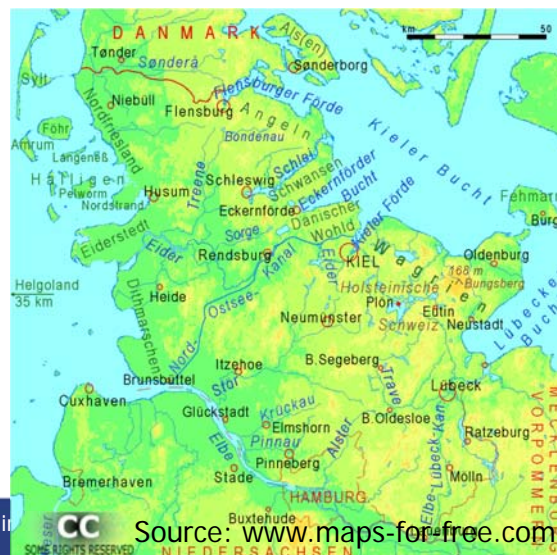 DANMARK
Als(en)
km 50
Tønder
Sønderå
Sønderborg
Sylt
Flensburger Förde
Niebüll
Nordfriesland
Flensburg
Angeln
Föhr
Bondenau
Kieler Bucht
Amrum
Langeneß
Schlei
Halligen
Treene
Schleswig
Schwansen
Eckernförder Bucht
Pelworm
Husum
Fehmarn
Nordstrand
Eckernförde
Dänischer Wohld
Kieler Förde
Burg
Eiderstedt
Eider
Sorge
Rendsburg
KIEL
Wagrien
Oldenburg
Helgoland
35 km
Nord-Ostsee-Kanal
Eider
168 m
Bungsberg
Heide
Holsteinische Schweiz
Plön
Eutin
Dithmarschen
Neumünster
Neustadt
Lübecker Bucht
Itzehoe
B.Segeberg
Brunsbüttel
Stör
Trave
Lübeck
Cuxhaven
Glückstadt
Krückau
Elmshorn
B.Oldesloe
Pinnau
Alster
Ratzeburg
Elbe
Pinneberg
Elbe-Lübeck-Kan.
Bremerhaven
Stade
Mölln
HAMBURG
Buxtehude
NIEDERSACHSEN
CC
SOME RIGHTS RESERVED
Source: www.maps-for-free.com